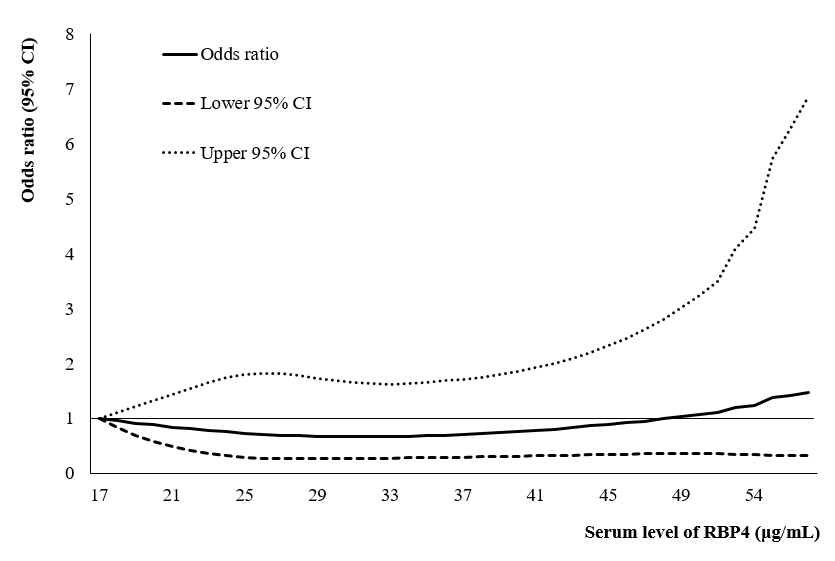 Odds ratio (95% CI)
8
7
6
5
4
3
2
1
0
Odds ratio
Lower 95% CI
Upper 95% CI
17 21 25 29 33 37 41 45 49 54
Serum level of RBP4 (μg/mL)